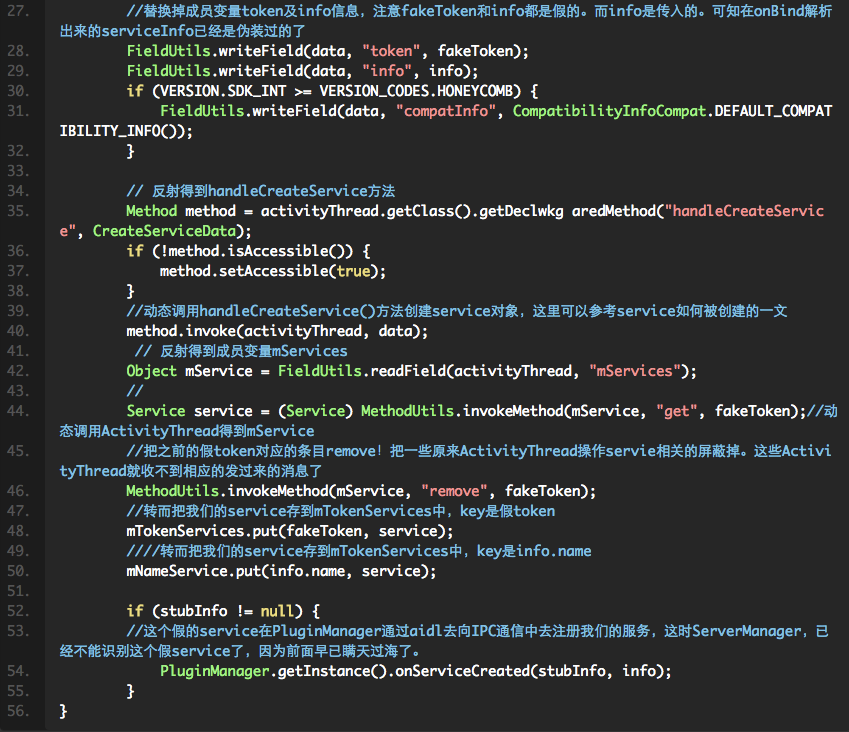 27. //替换掉成员变量token及info信息，注意fakeToken和info都是假的。而info是传入的。可知在onBind解析
出来的serviceInfo已经是伪装过的了
28. FieldUtils.writeField(data, "token", fakeToken);
29. FieldUtils.writeField(data, "info", info);
30. if (VERSION.SDK_INT >= VERSION_CODES.HONEYCOMB) {
31. FieldUtils.writeField(data, "compatInfo", CompatibilityInfoCompat.DEFAULT_COMPAT
IBILITY_INFO());
32. }
33.
34. // 反射得到handleCreateService方法
35. Method method = activityThread.getClass().getDeclwkg aredMethod("handleCreateServic
e", CreateServiceData);
36. if (!method.isAccessible()) {
37. method.setAccessible(true);
38. }
39. //动态调用handleCreateService()方法创建service对象，这里可以参考service如何被创建的一文
40. method.invoke(activityThread, data);
41. // 反射得到成员变量mServices
42. Object mService = FieldUtils.readField(activityThread, "mServices");
43. //
44. Service service = (Service) MethodUtils.invokeMethod(mService, "get", fakeToken);//动
态调用ActivityThread得到mService
45. //把之前的假token对应的条目remove！把一些原来ActivityThread操作servie相关的屏蔽掉。这些Activi
tyThread就收不到相应的发过来的消息了
46. MethodUtils.invokeMethod(mService, "remove", fakeToken);
47. //转而把我们的service存到mTokenServices中，key是假token
48. mTokenServices.put(fakeToken, service);
49. ////转而把我们的service存到mTokenServices中，key是info.name
50. mNameService.put(info.name, service);
51.
52. if (stubInfo != null) {
53. //这个假的service在PluginManager通过aidl去向IPC通信中去注册我们的服务，这时ServerManager，已
经不能识别这个假service了，因为前面早已瞒天过海了。
54. PluginManager.getInstance().onServiceCreated(stubInfo, info);
55. }
56. }